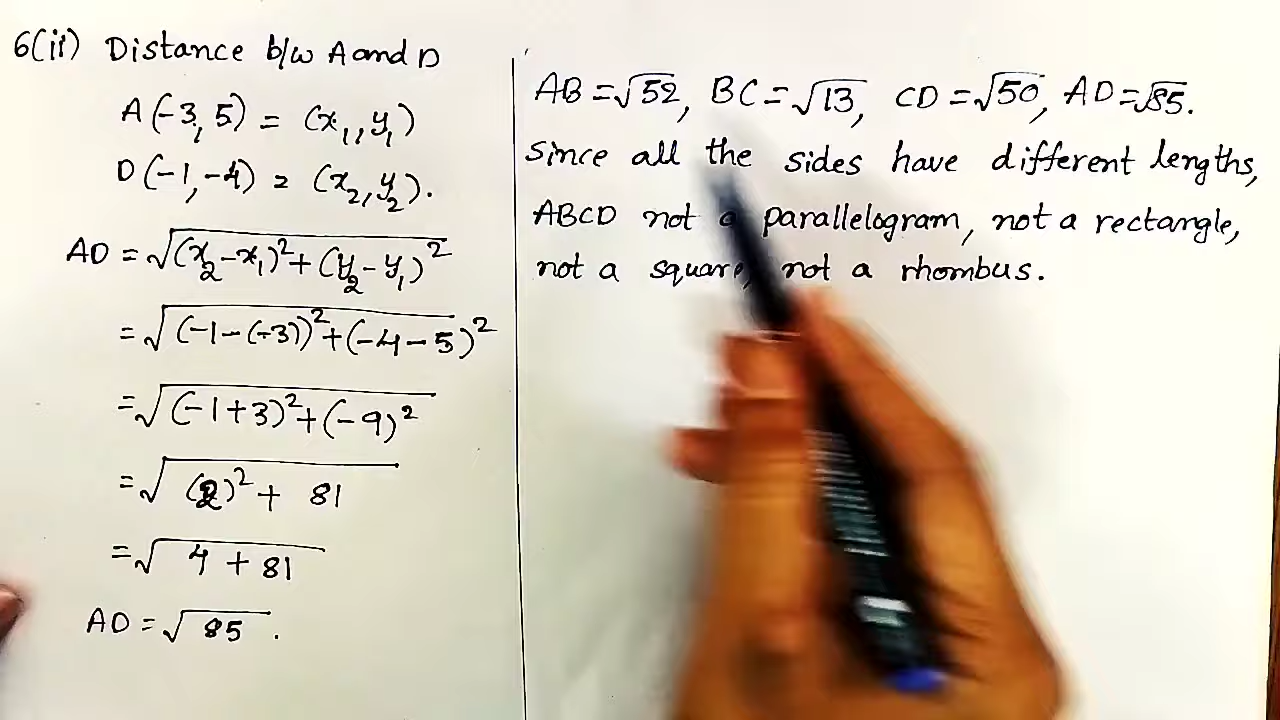 6(ii) Distance b/w A and D
A(-3, 5) = (x₁, y₁)
D(-1, -4) = (x₂, y₂).
AD = √(x₂-x₁)²+(y₂-y₁)²
= √(-1-(-3))²+(-4-5)²
= √(-1+3)²+(-9)²
= √(2)²+ 81
= √4 + 81
AD = √85.
AB = √52, BC = √13, CD = √50, AD = √85.
Since all the sides have different lengths,
ABCD not a parallelogram, not a rectangle,
not a square, not a rhombus.